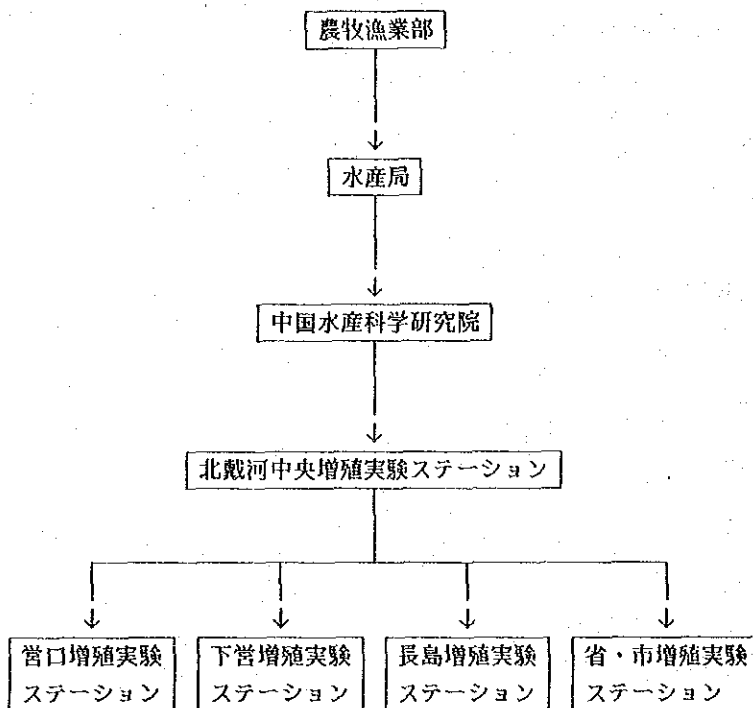 農牧漁業部
水産局
中国水産科学研究院
北戴河中央増殖実験ステーション
営口増殖実験
ステーション
下営増殖実験
ステーション
長島増殖実験
ステーション
省・市増殖実験
ステーション